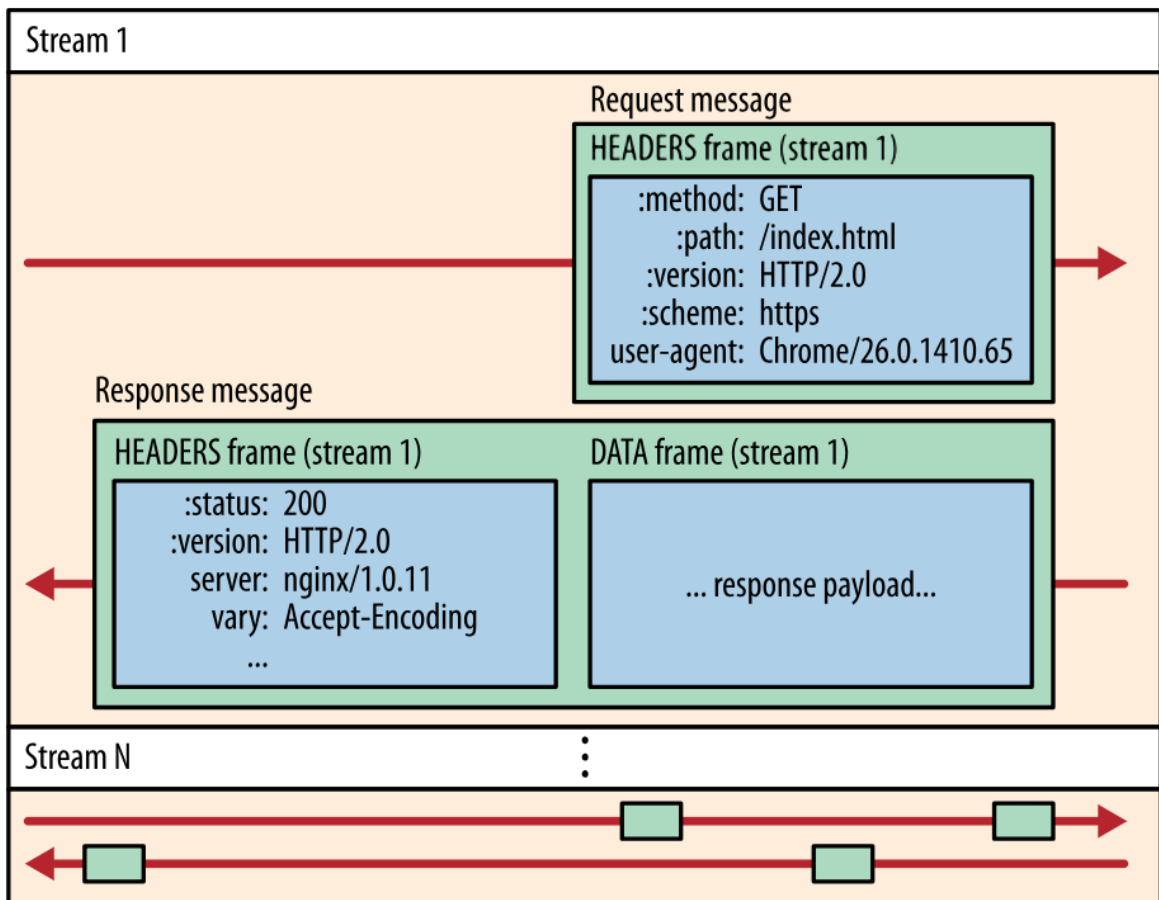 Stream 1
Request message
HEADERS frame (stream 1)
:method: GET
:path: /index.html
:version: HTTP/2.0
:scheme: https
user-agent: Chrome/26.0.1410.65
Response message
HEADERS frame (stream 1)
:status: 200
:version: HTTP/2.0
server: nginx/1.0.11
vary: Accept-Encoding
...
DATA frame (stream 1)
... response payload...
Stream N